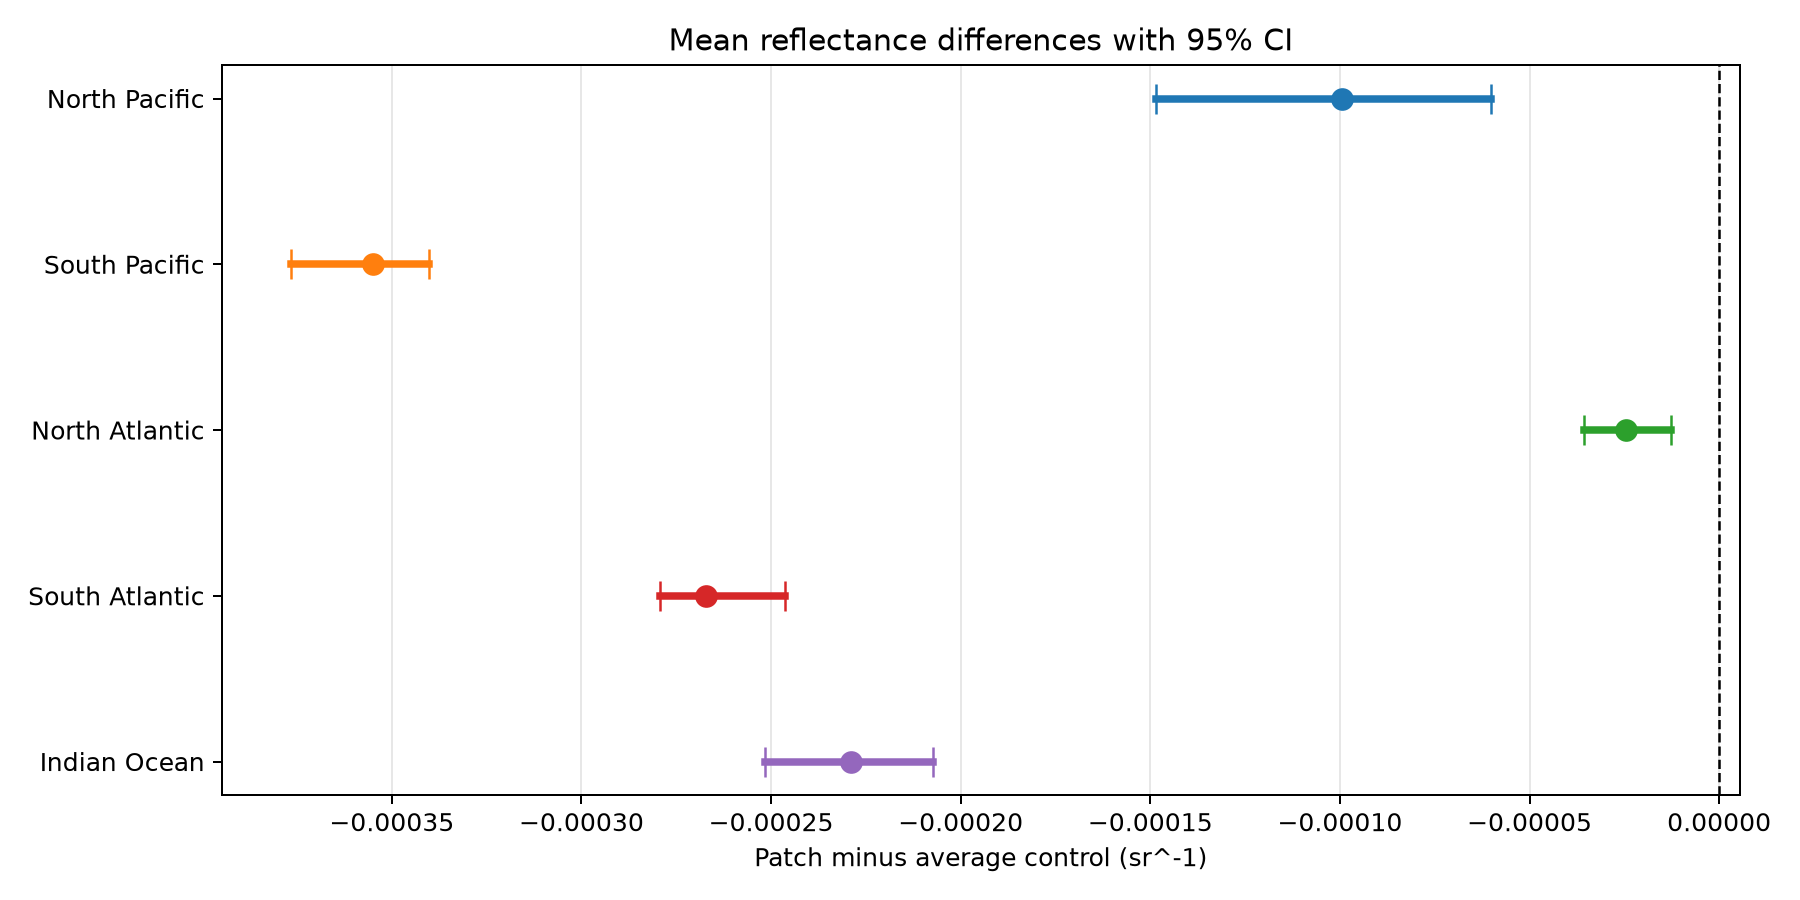 Mean reflectance differences with 95% CI
North Pacific
South Pacific
North Atlantic
South Atlantic
Indian Ocean
−0.00035 −0.00030 −0.00025 −0.00020 −0.00015 −0.00010 −0.00005 0.00000
Patch minus average control (sr^-1)